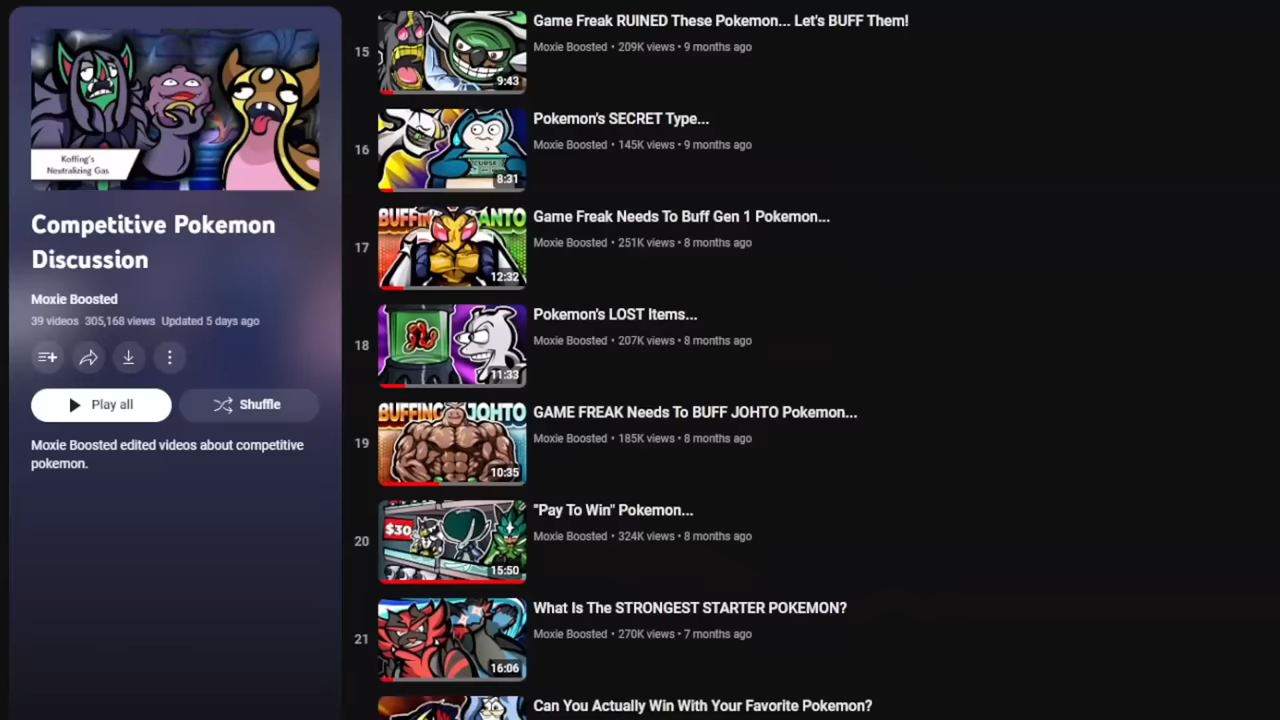 Koffing's
Neutralizing Gas
Competitive Pokemon
Discussion
Moxie Boosted
39 videos 305,168 views Updated 5 days ago
Play all
Shuffle
Moxie Boosted edited videos about competitive
pokemon.
15
9:43
Game Freak RUINED These Pokemon... Let's BUFF Them!
Moxie Boosted • 209K views • 9 months ago
16
CURSE
8:31
Pokemon's SECRET Type...
Moxie Boosted • 145K views • 9 months ago
17
BUFFIN ANTO
12:32
Game Freak Needs To Buff Gen 1 Pokemon...
Moxie Boosted • 251K views • 8 months ago
18
11:33
Pokemon's LOST Items...
Moxie Boosted • 207K views • 8 months ago
19
BUFFING JOHTO
10:35
GAME FREAK Needs To BUFF JOHTO Pokemon...
Moxie Boosted • 185K views • 8 months ago
20
$30
15:50
"Pay To Win" Pokemon...
Moxie Boosted • 324K views • 8 months ago
21
16:06
What Is The STRONGEST STARTER POKEMON?
Moxie Boosted • 270K views • 7 months ago
Can You Actually Win With Your Favorite Pokemon?